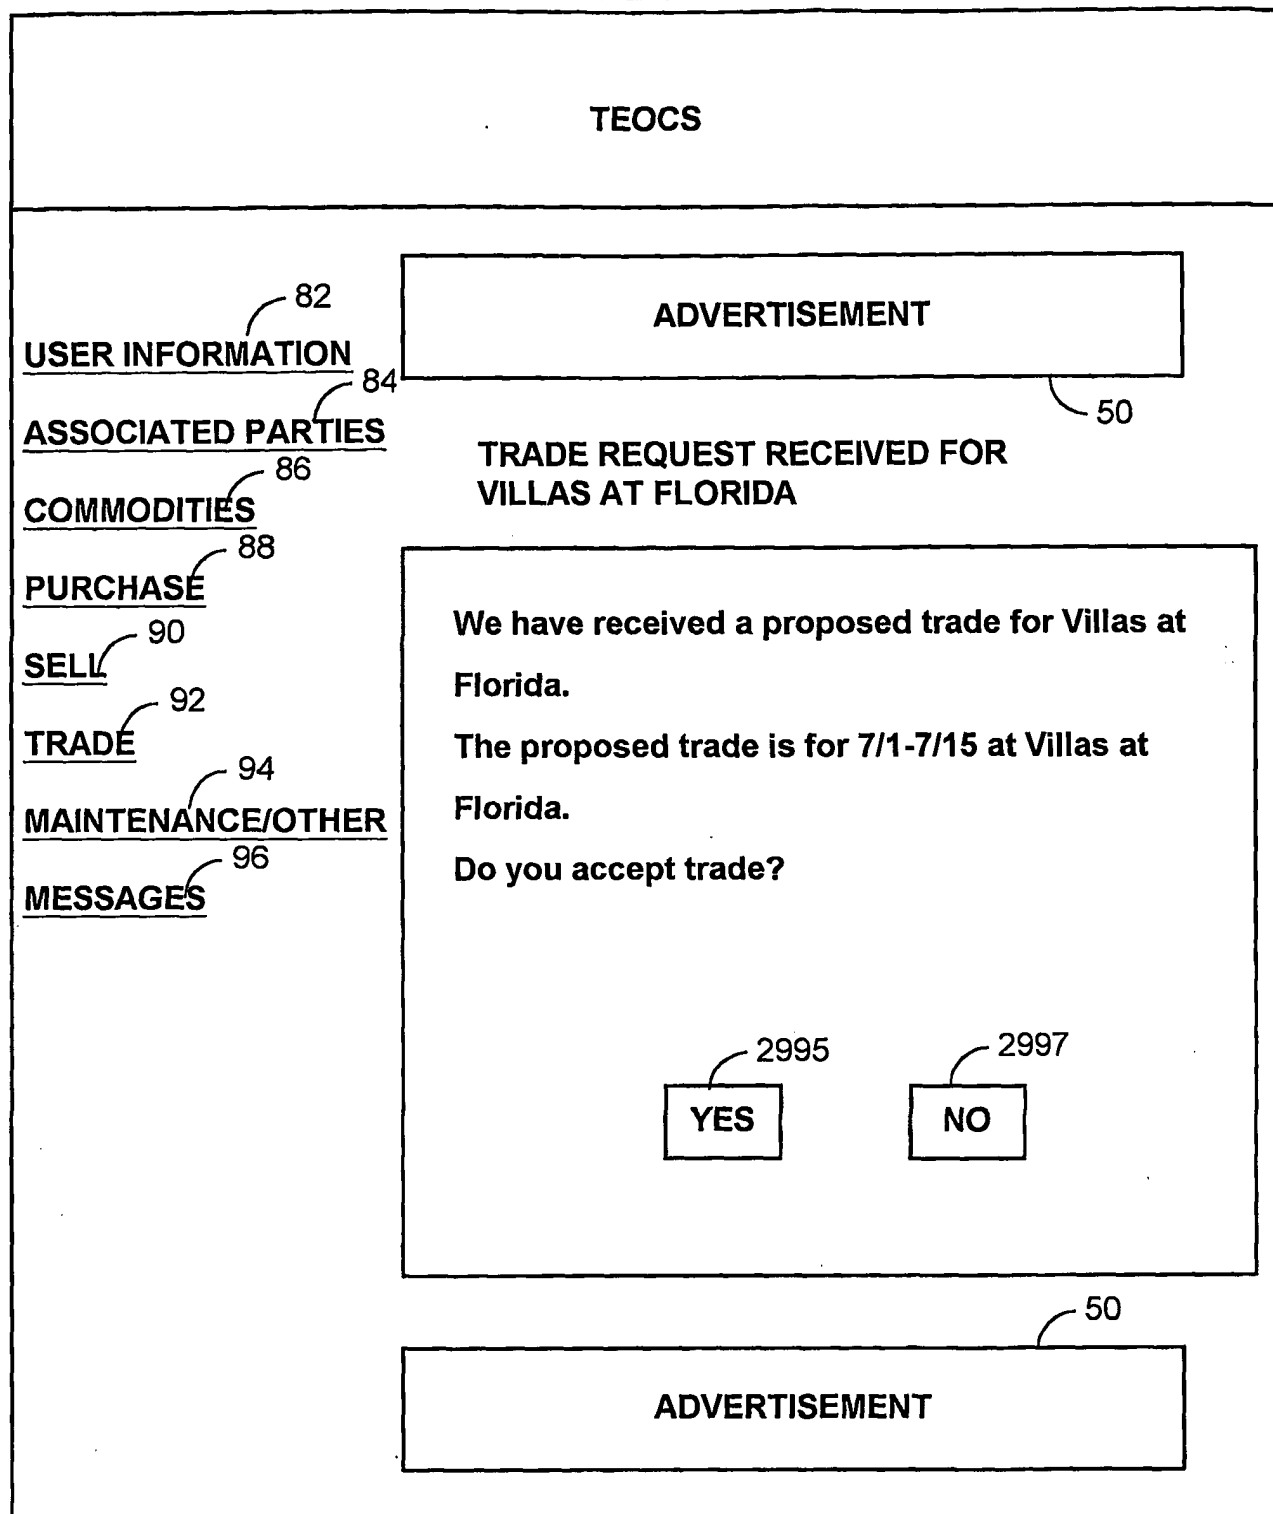 TEOCS
82
USER INFORMATION
84
ASSOCIATED PARTIES
86
COMMODITIES
88
PURCHASE
90
SELL
92
TRADE
94
MAINTENANCE/OTHER
96
MESSAGES
ADVERTISEMENT
50
TRADE REQUEST RECEIVED FOR
VILLAS AT FLORIDA
We have received a proposed trade for Villas at
Florida.
The proposed trade is for 7/1-7/15 at Villas at
Florida.
Do you accept trade?
2995
2997
YES
NO
50
ADVERTISEMENT